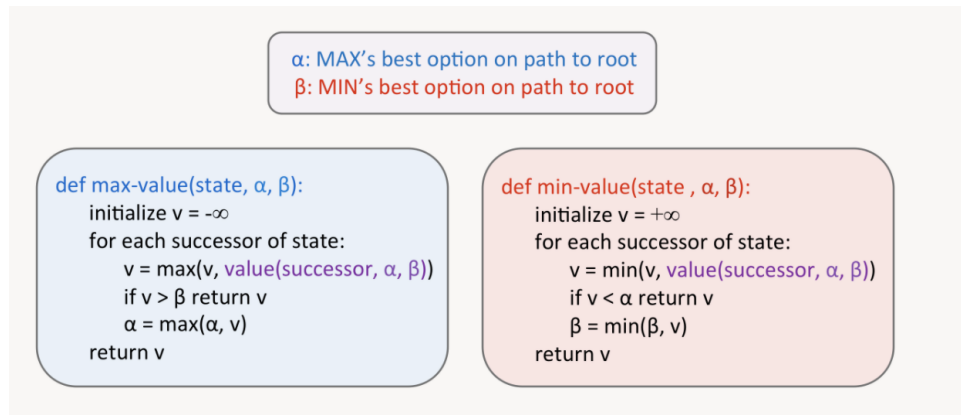 α: MAX's best option on path to root
β: MIN's best option on path to root
def max-value(state, α, β):
initialize v = -∞
for each successor of state:
v = max(v, value(successor, α, β))
if v > β return v
α = max(α, v)
return v
def min-value(state , α, β):
initialize v = +∞
for each successor of state:
v = min(v, value(successor, α, β))
if v < α return v
β = min(β, v)
return v